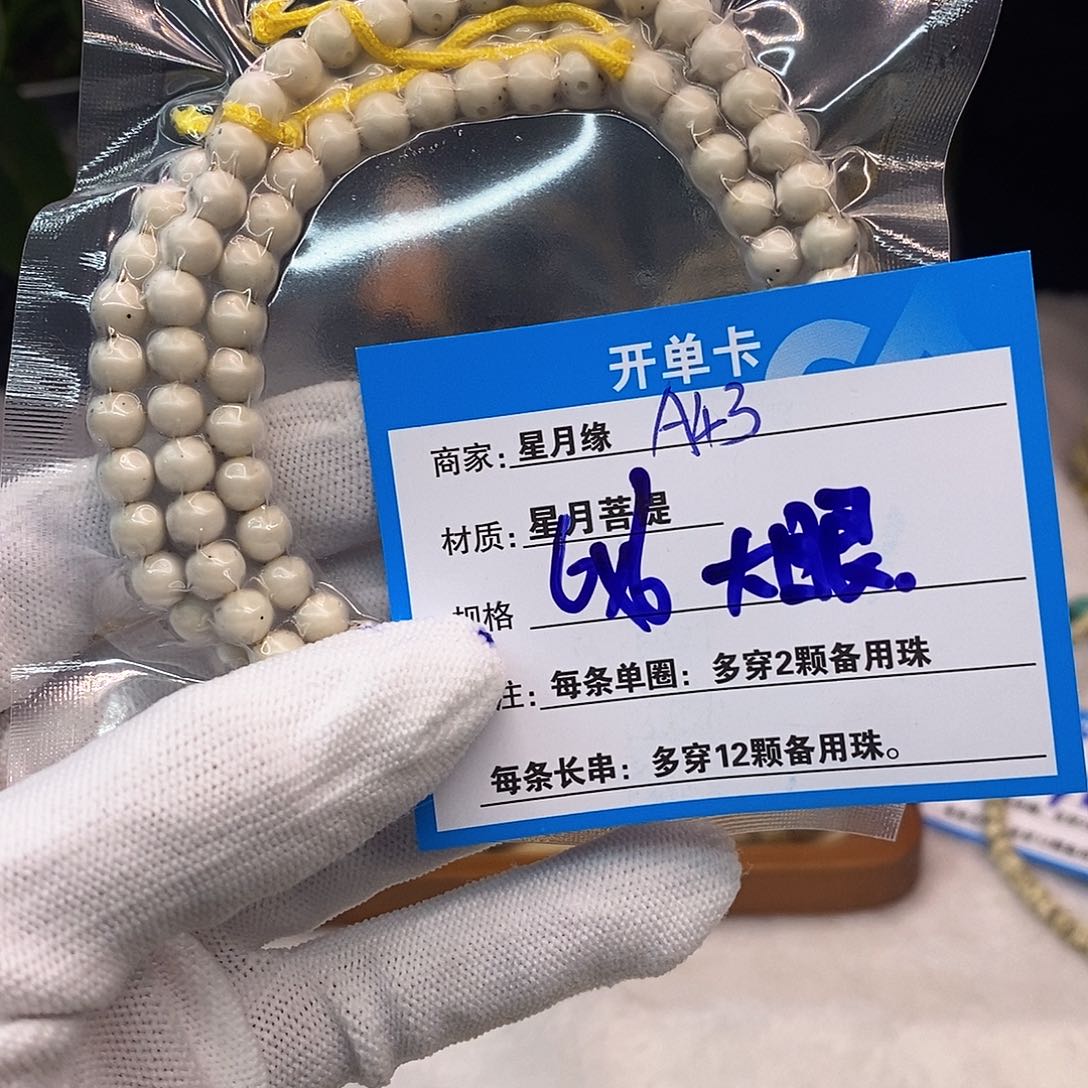 开单卡
商家：星月缘 A43
材质：星月菩提
规格 6x6 大眼.
注：每条单圈：多穿2颗备用珠
每条长串：多穿12颗备用珠。